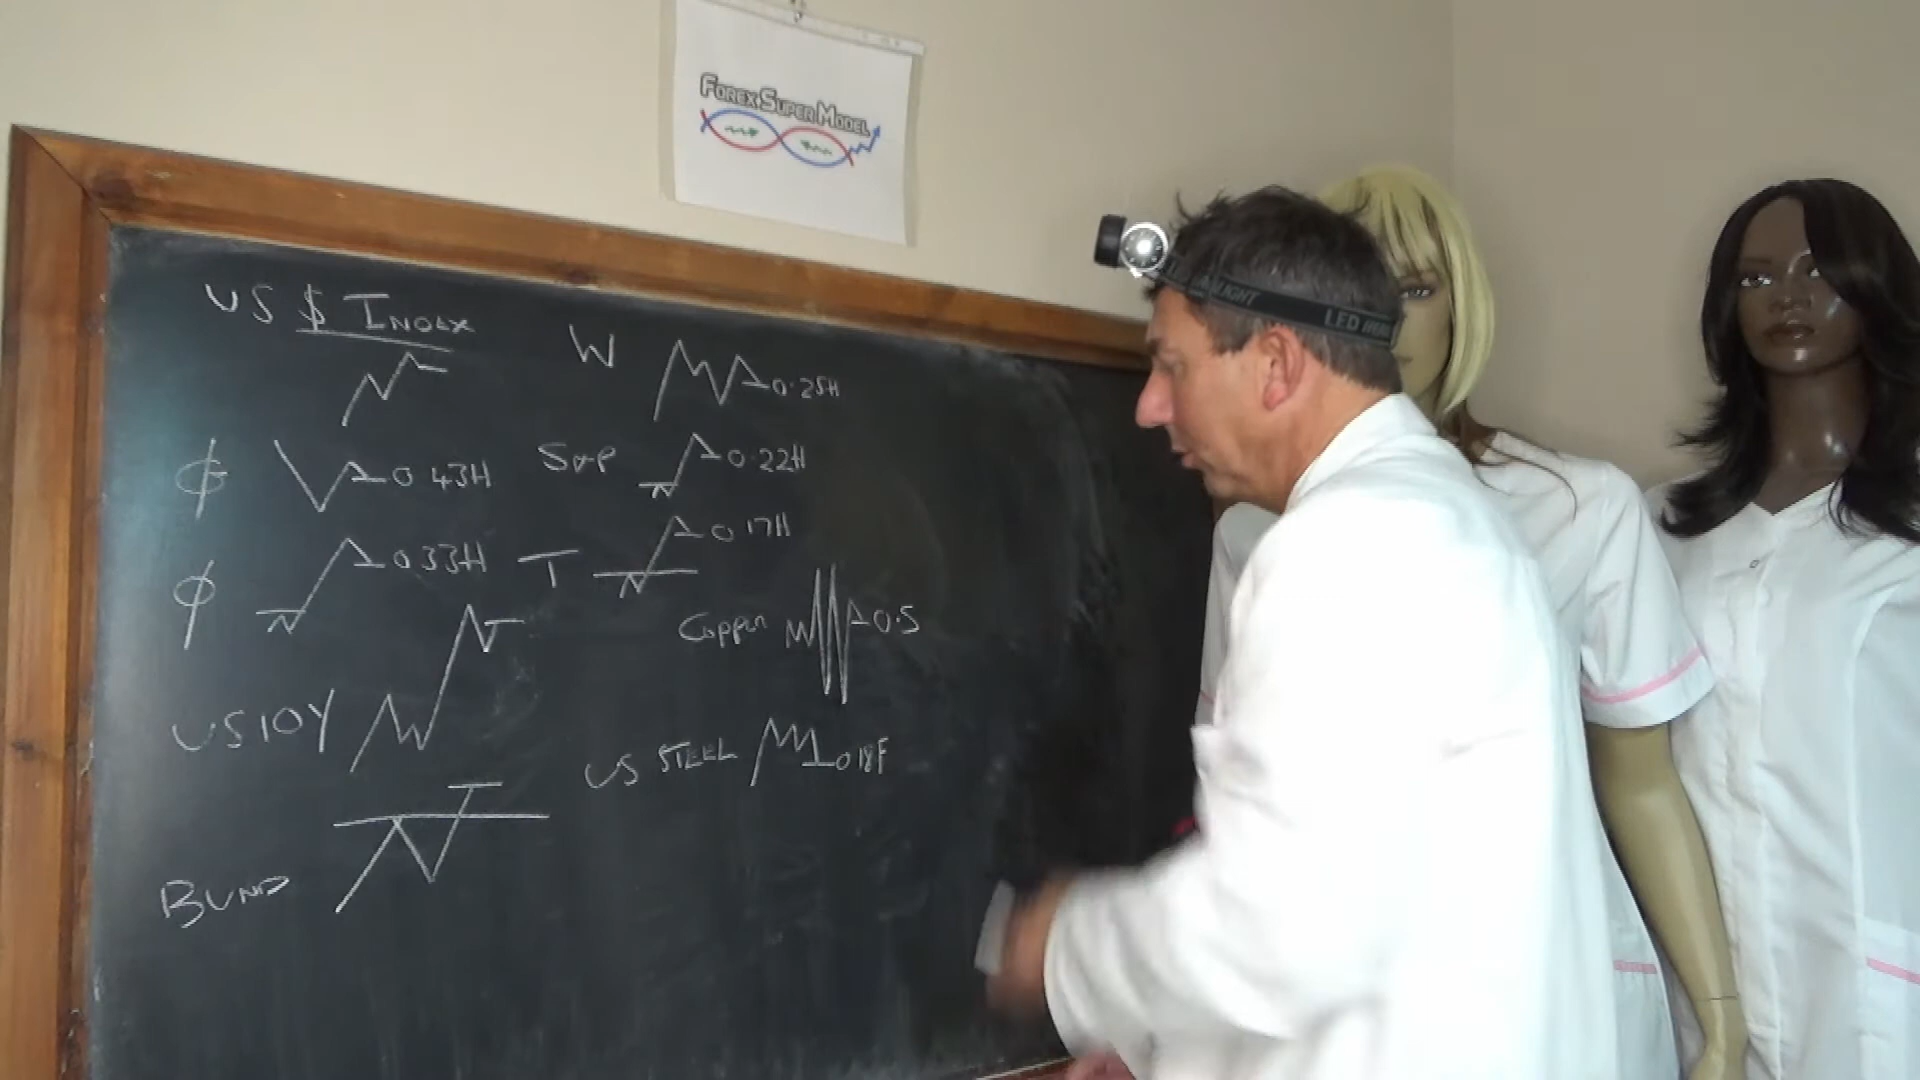 FOREX SUPER MODEL
US $ INDEX
W 0.25H
0.43H
S&P 0.22H
0.33H
T 0.17H
Copper 0.5
US10Y
US STEEL 0.18F
BUND
LIGHT
LED